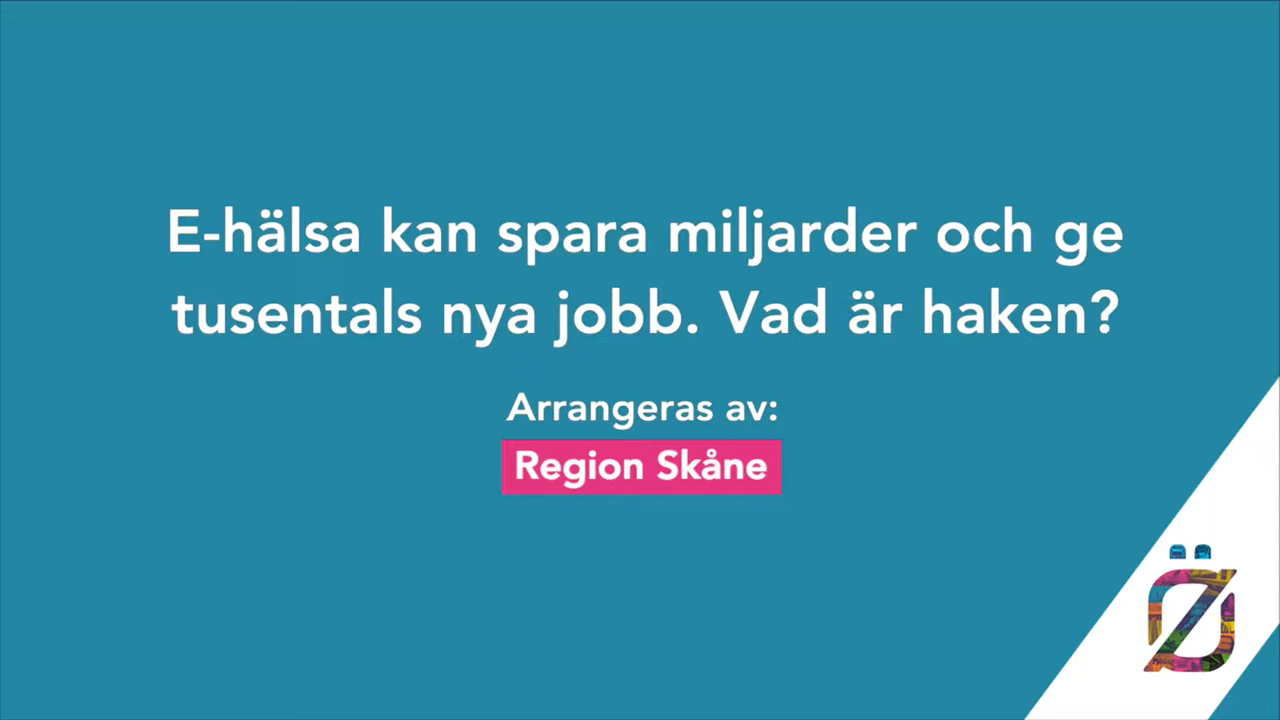 E-hälsa kan spara miljarder och ge
tusentals nya jobb. Vad är haken?
Arrangeras av:
Region Skåne